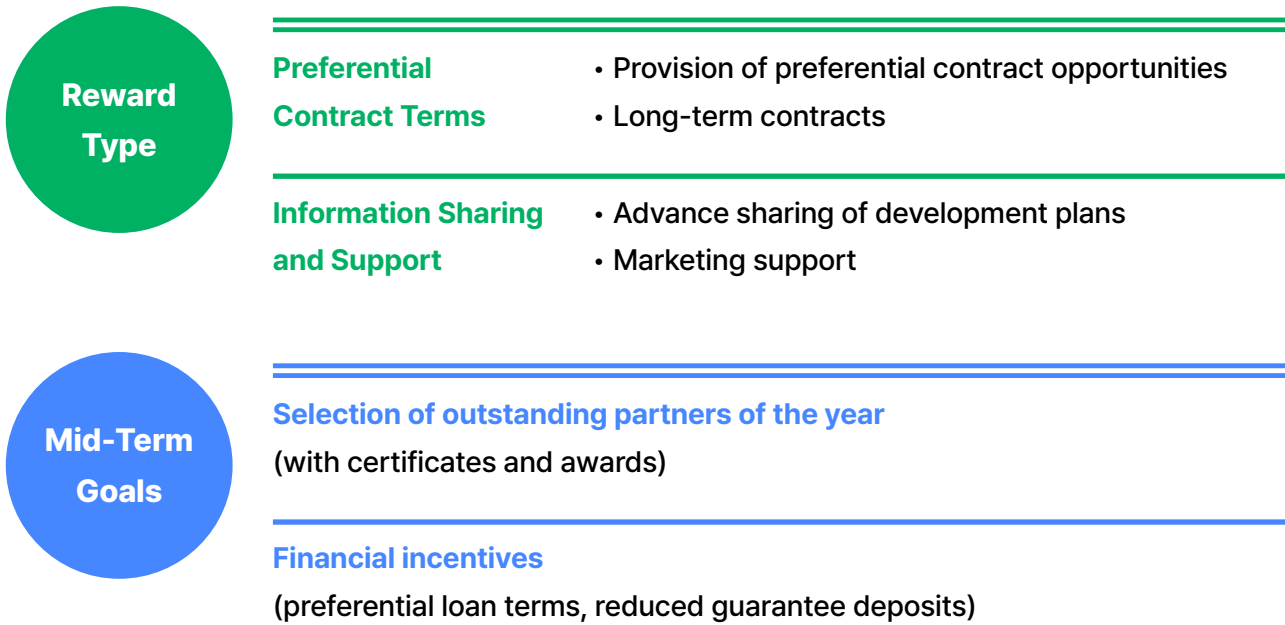 Reward
Type
Preferential
Contract Terms
• Provision of preferential contract opportunities
• Long-term contracts
Information Sharing
and Support
• Advance sharing of development plans
• Marketing support
Mid-Term
Goals
Selection of outstanding partners of the year
(with certificates and awards)
Financial incentives
(preferential loan terms, reduced guarantee deposits)